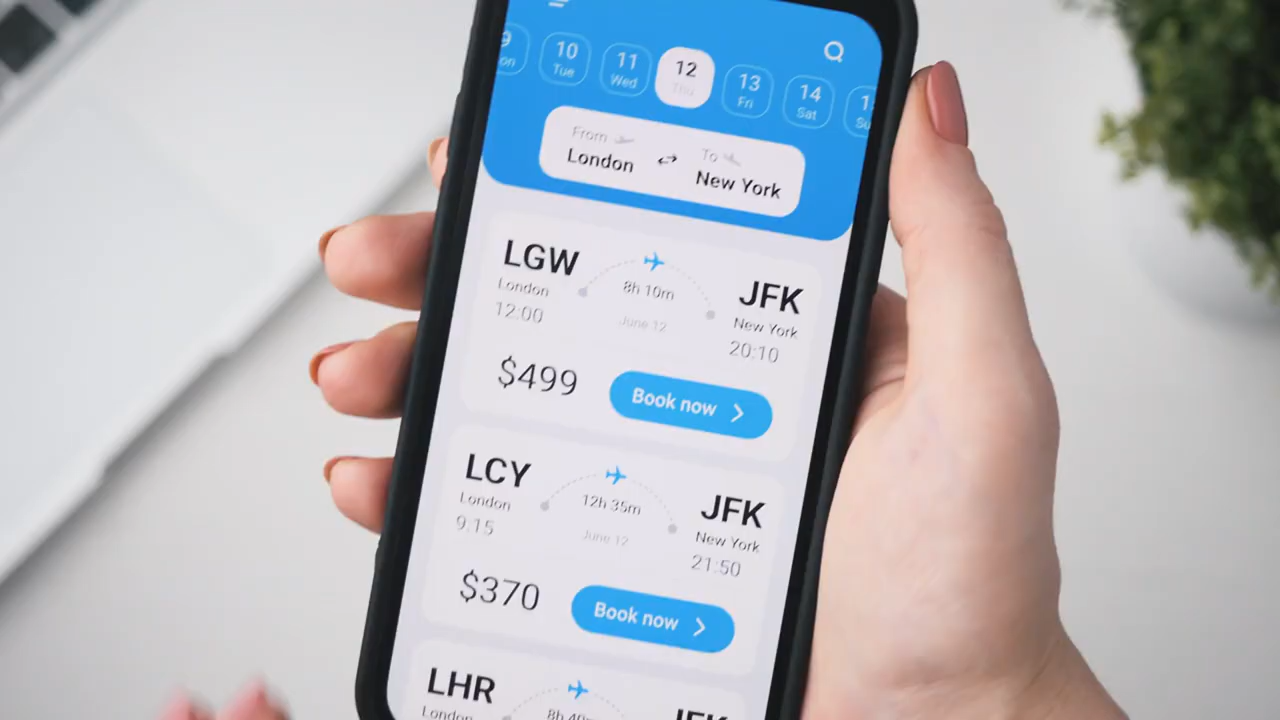 10 11 12 13 14
Tue Wed Thu Fri Sat
From To
London New York
LGW JFK
London New York
12:00 20:10
8h 10m
June 12
$499 Book now
LCY JFK
London New York
9.15 21:50
12h 35m
June 12
$370 Book now
LHR
London